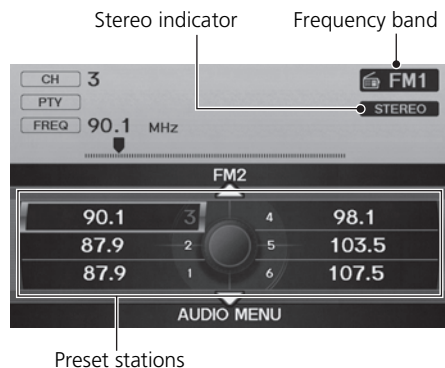 Stereo indicator
Frequency band
CH 3
FM1
PTY
STEREO
FREQ 90.1 MHz
FM2
90.1 3 4 98.1
87.9 2 5 103.5
87.9 1 6 107.5
AUDIO MENU
Preset stations